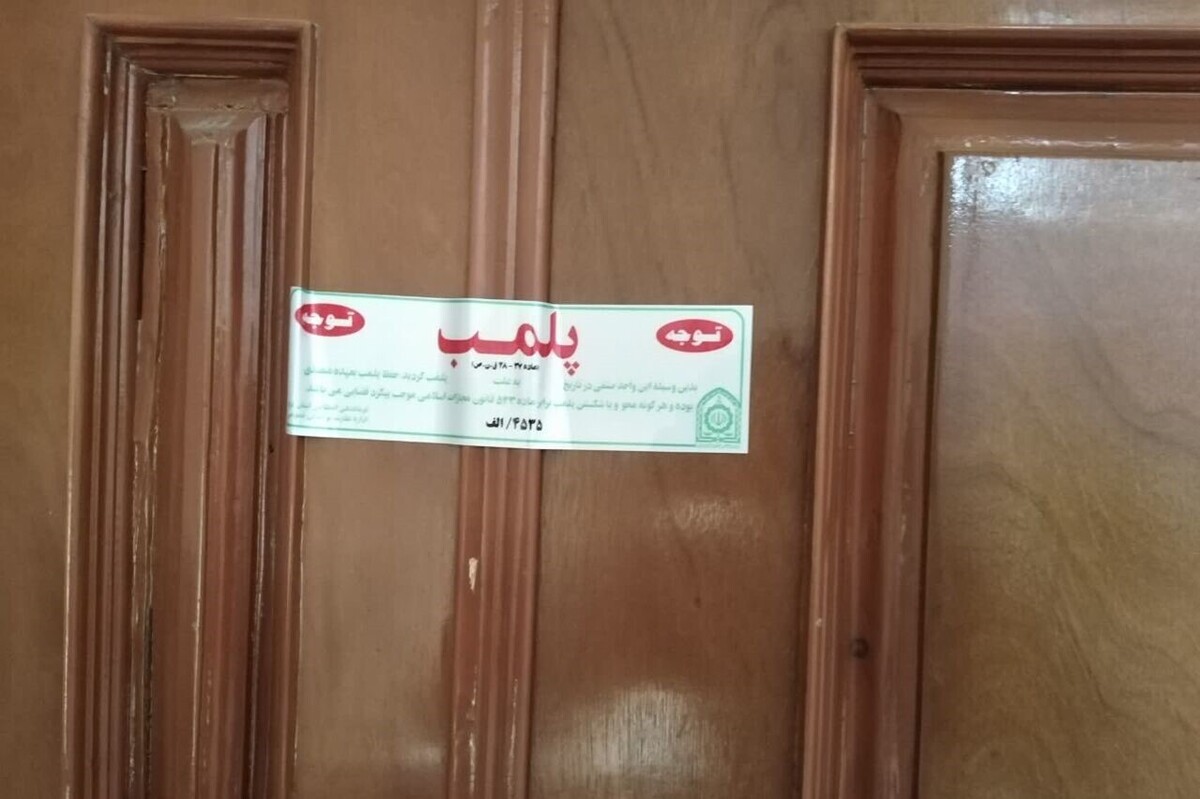 توجه
پلمب
توجه
(ماده ۲۷-۲۸ ق.ن.ص)
بدین وسیله این واحد صنفی در تاریخ به علت پلمب گردید. حفظ پلمب بعهده متصدی
بوده و هرگونه محو و یا شکستن پلمب برابر ماده ۵۴۳ قانون مجازات اسلامی موجب پیگرد قضایی می باشد.
۴۵۳۵/ الف